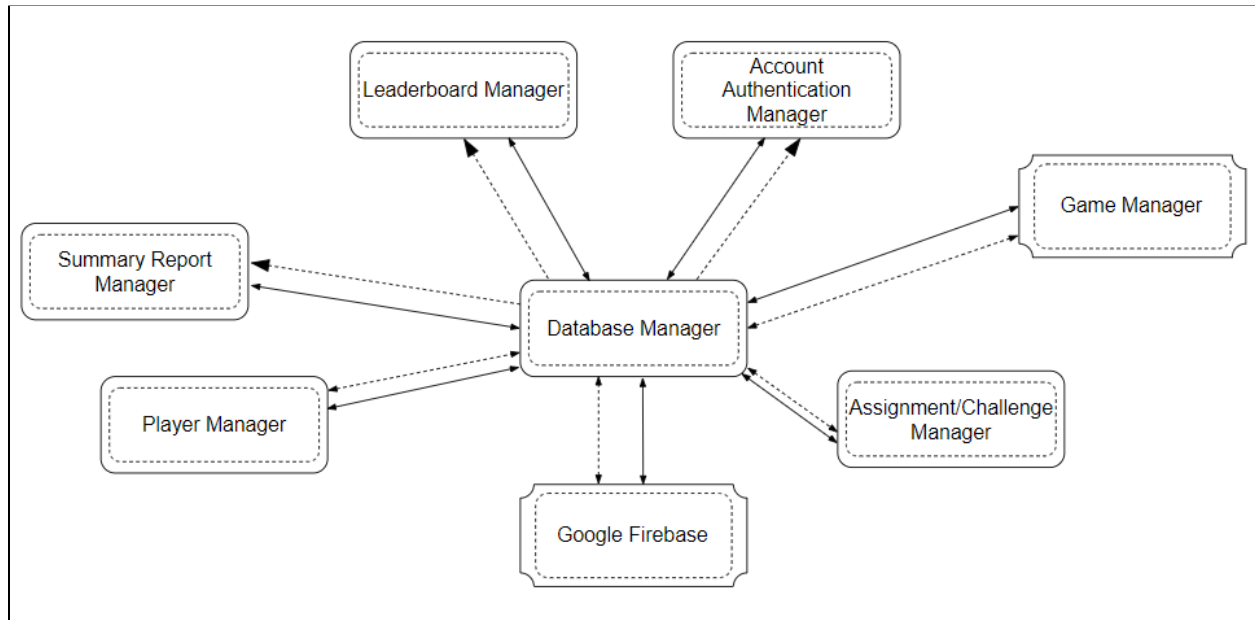 Leaderboard Manager
Account
Authentication
Manager
Game Manager
Summary Report
Manager
Database Manager
Player Manager
Assignment/Challenge
Manager
Google Firebase